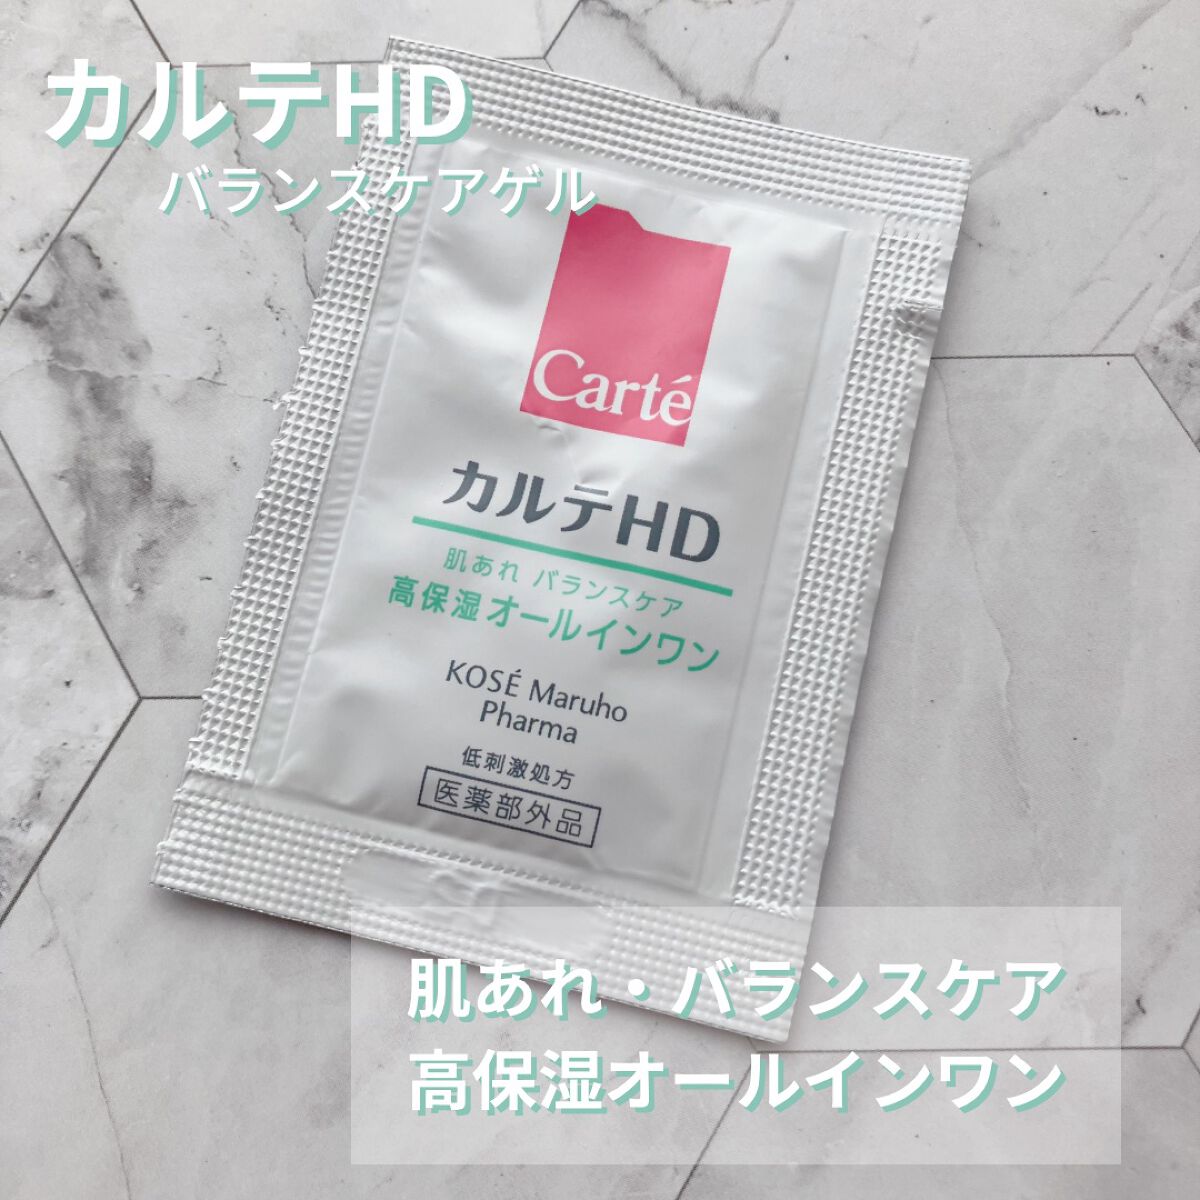 カルテHD
バランスケアゲル
Carté
カルテHD
肌あれ バランスケア
高保湿オールインワン
KOSÉ Maruho
Pharma
低刺激処方
医薬部外品
肌あれ・バランスケア
高保湿オールインワン